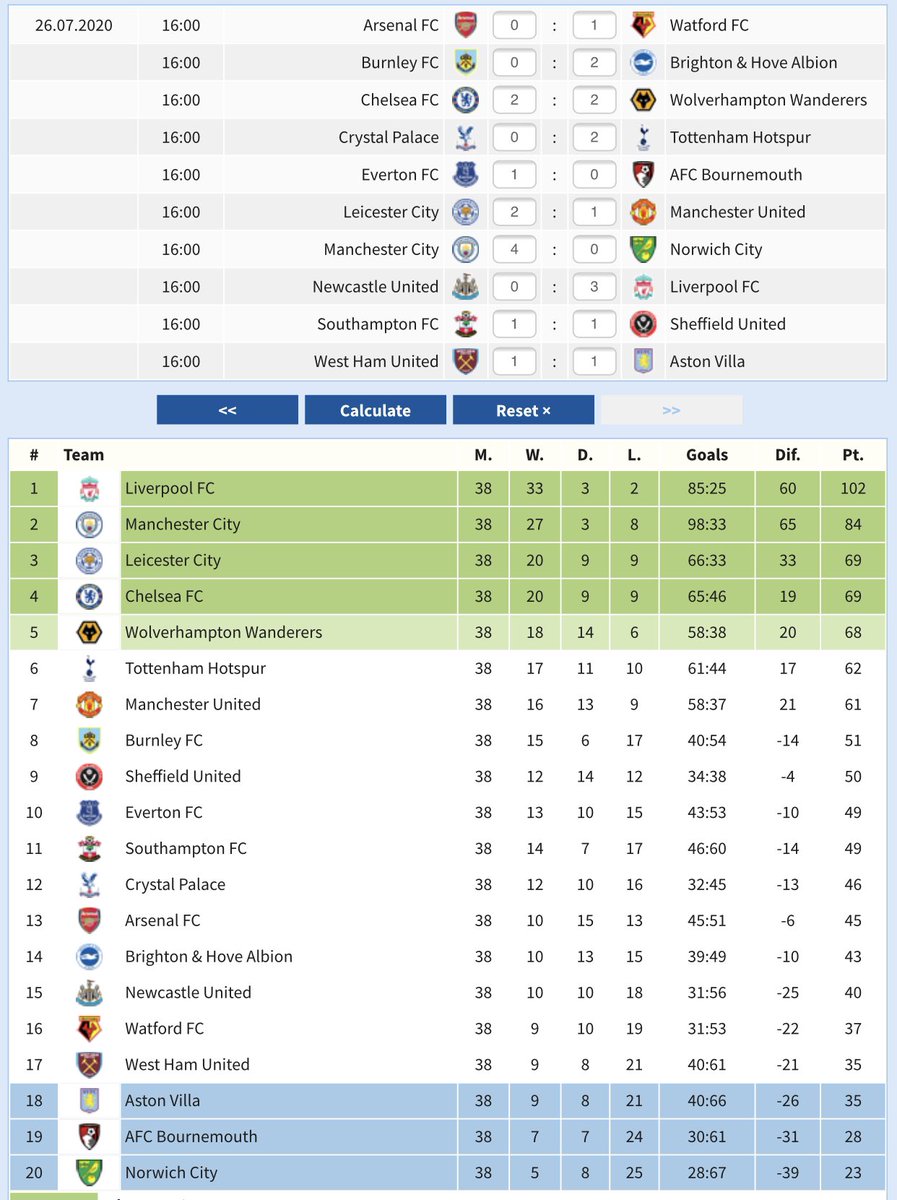 26.07.2020 16:00 Arsenal FC 0 : 1 Watford FC
16:00 Burnley FC 0 : 2 Brighton & Hove Albion
16:00 Chelsea FC 2 : 2 Wolverhampton Wanderers
16:00 Crystal Palace 0 : 2 Tottenham Hotspur
16:00 Everton FC 1 : 0 AFC Bournemouth
16:00 Leicester City 2 : 1 Manchester United
16:00 Manchester City 4 : 0 Norwich City
16:00 Newcastle United 0 : 3 Liverpool FC
16:00 Southampton FC 1 : 1 Sheffield United
16:00 West Ham United 1 : 1 Aston Villa
<< Calculate Reset × >>
# Team M. W. D. L. Goals Dif. Pt.
1 Liverpool FC 38 33 3 2 85:25 60 102
2 Manchester City 38 27 3 8 98:33 65 84
3 Leicester City 38 20 9 9 66:33 33 69
4 Chelsea FC 38 20 9 9 65:46 19 69
5 Wolverhampton Wanderers 38 18 14 6 58:38 20 68
6 Tottenham Hotspur 38 17 11 10 61:44 17 62
7 Manchester United 38 16 13 9 58:37 21 61
8 Burnley FC 38 15 6 17 40:54 -14 51
9 Sheffield United 38 12 14 12 34:38 -4 50
10 Everton FC 38 13 10 15 43:53 -10 49
11 Southampton FC 38 14 7 17 46:60 -14 49
12 Crystal Palace 38 12 10 16 32:45 -13 46
13 Arsenal FC 38 10 15 13 45:51 -6 45
14 Brighton & Hove Albion 38 10 13 15 39:49 -10 43
15 Newcastle United 38 10 10 18 31:56 -25 40
16 Watford FC 38 9 10 19 31:53 -22 37
17 West Ham United 38 9 8 21 40:61 -21 35
18 Aston Villa 38 9 8 21 40:66 -26 35
19 AFC Bournemouth 38 7 7 24 30:61 -31 28
20 Norwich City 38 5 8 25 28:67 -39 23